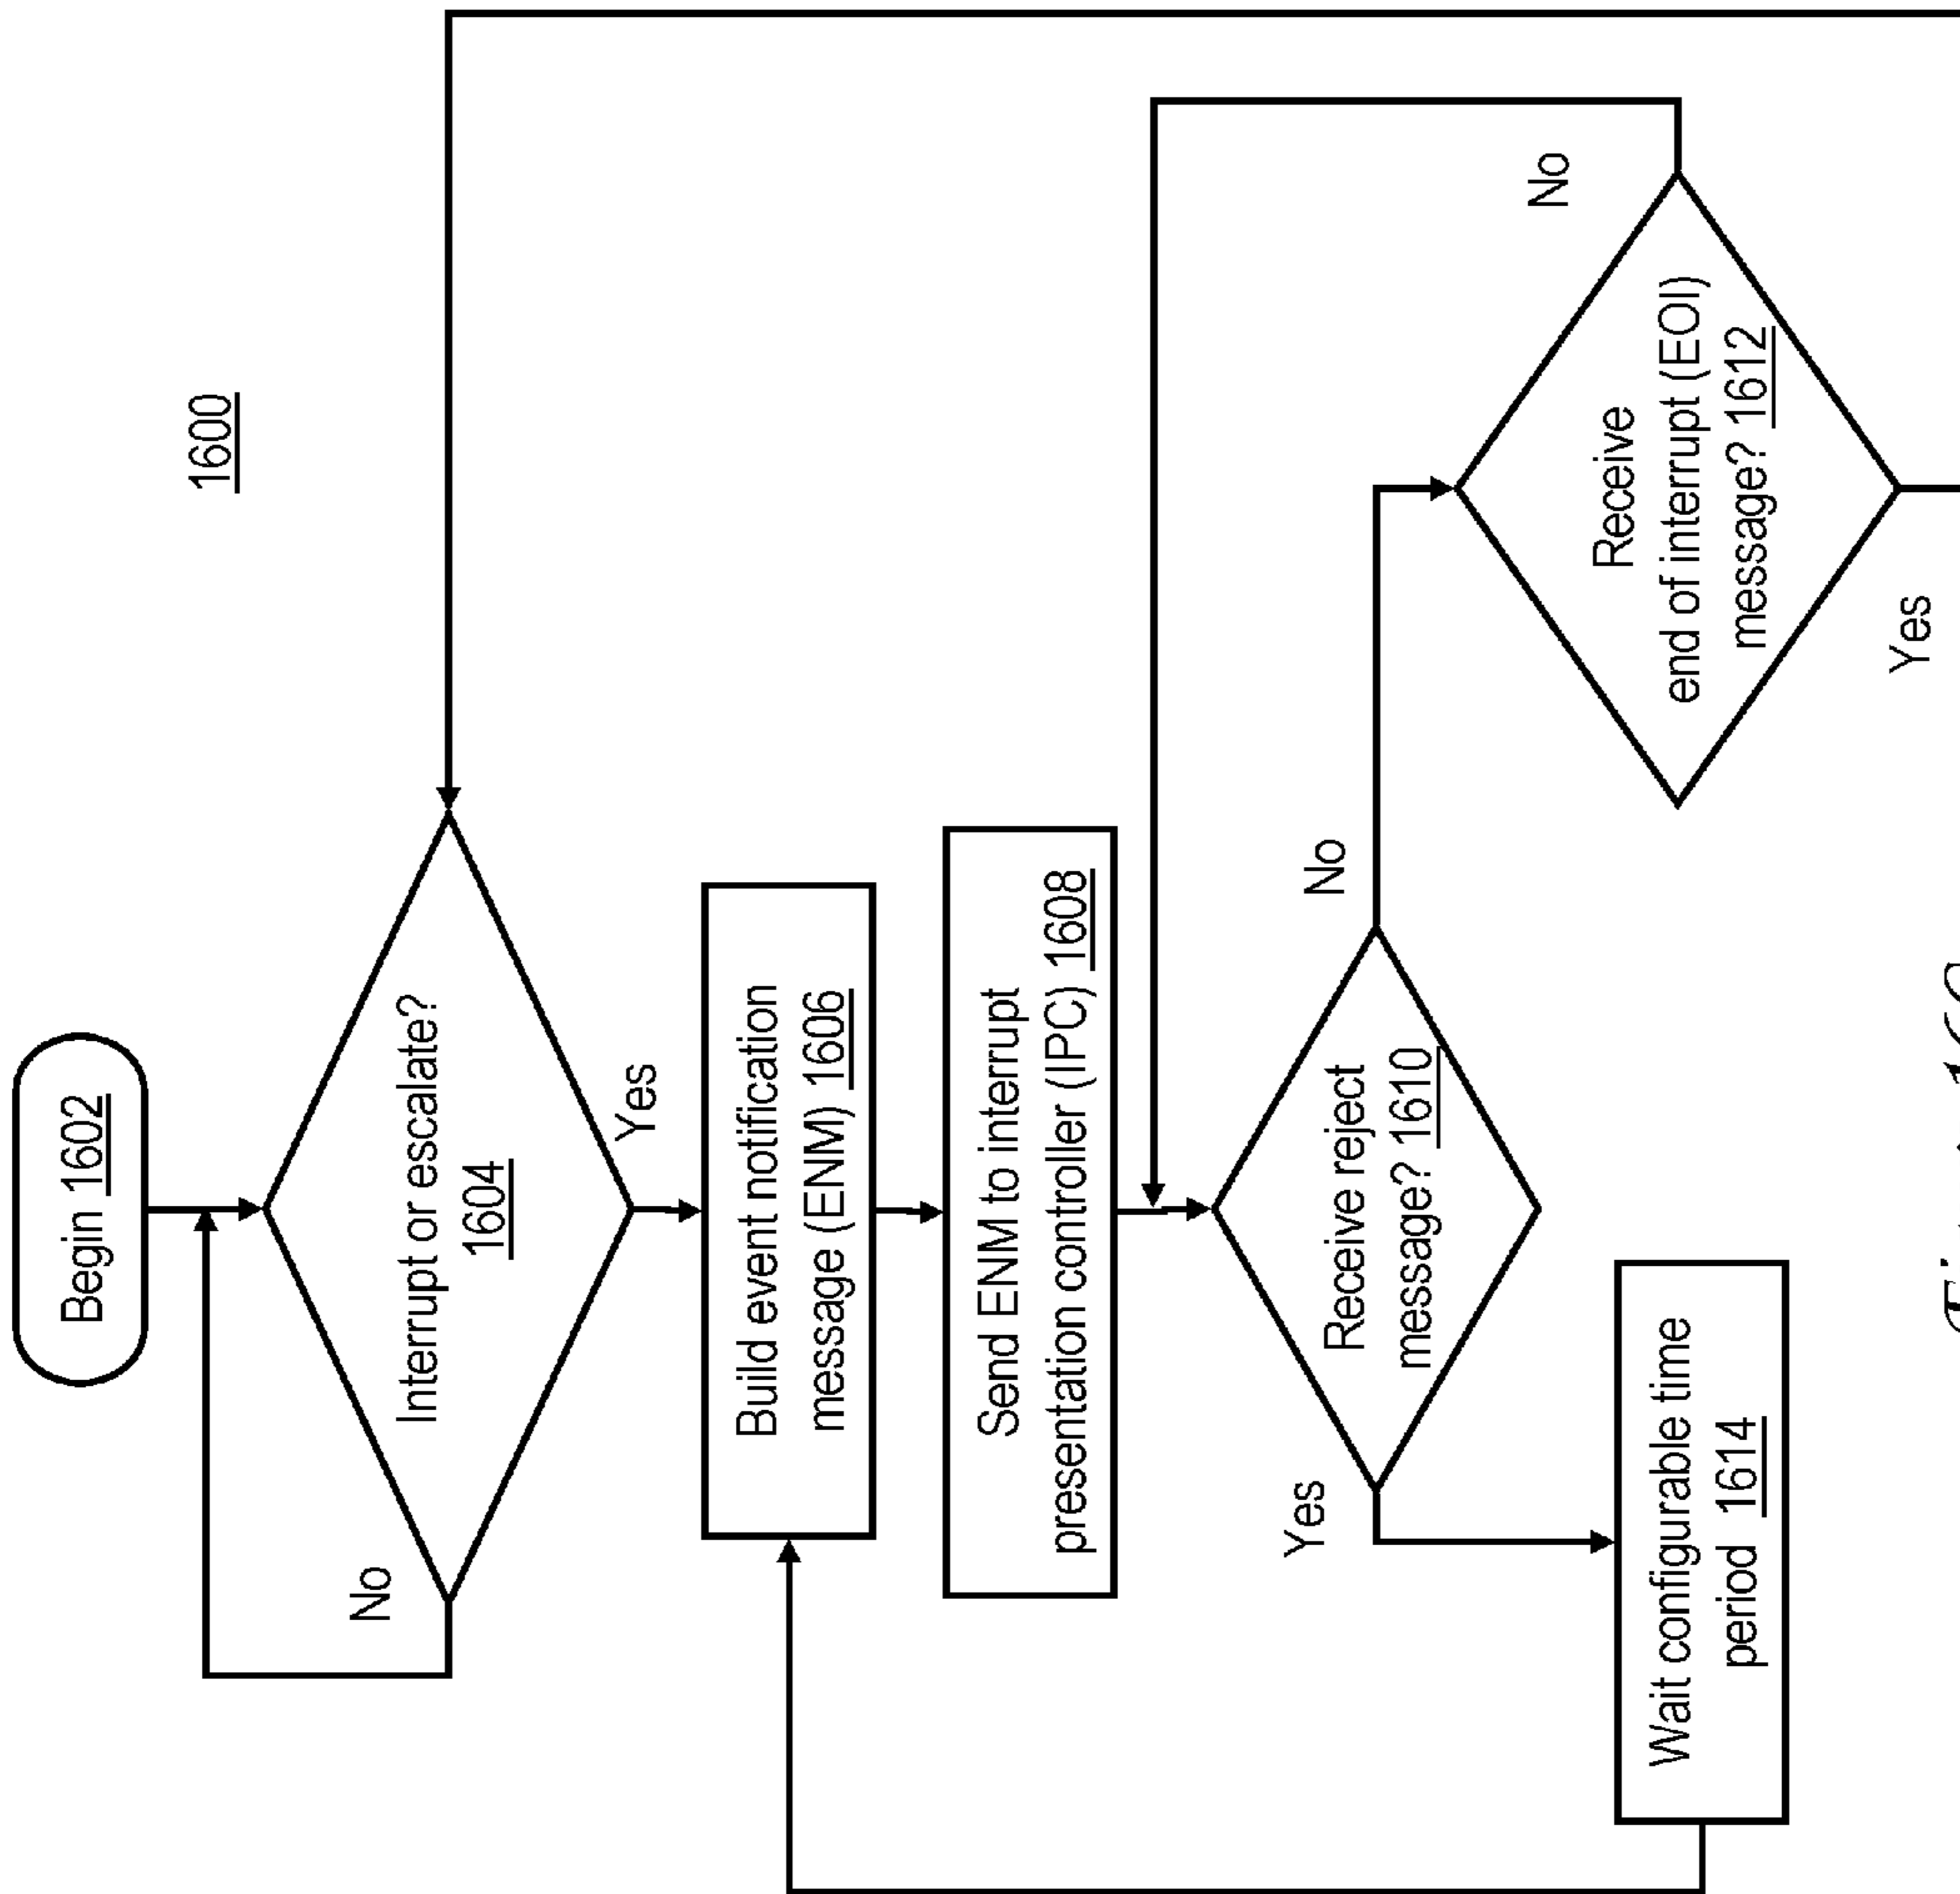 1600
Begin 1602
Interrupt or escalate?
1604
No
Yes
Build event notification
message (ENM) 1606
Send ENM to interrupt
presentation controller (IPC) 1608
Receive reject
message? 1610
Yes
No
Wait configurable time
period 1614
Receive
end of interrupt (EOI)
message? 1612
No
Yes